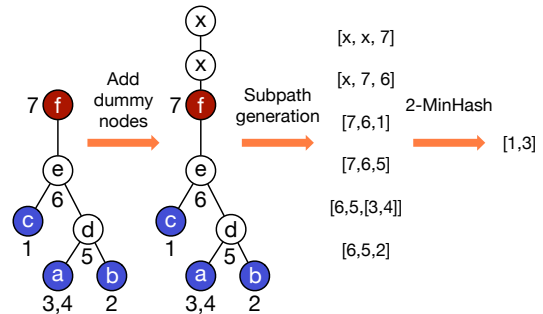 x
x
7 f
e
6
c
1
d
5
a
b
3,4
2
Add
dummy
nodes
7 f
e
6
c
1
d
5
a
b
3,4
2
Subpath
generation
[x, x, 7]
[x, 7, 6]
[7,6,1]
[7,6,5]
[6,5,[3,4]]
[6,5,2]
2-MinHash
[1,3]